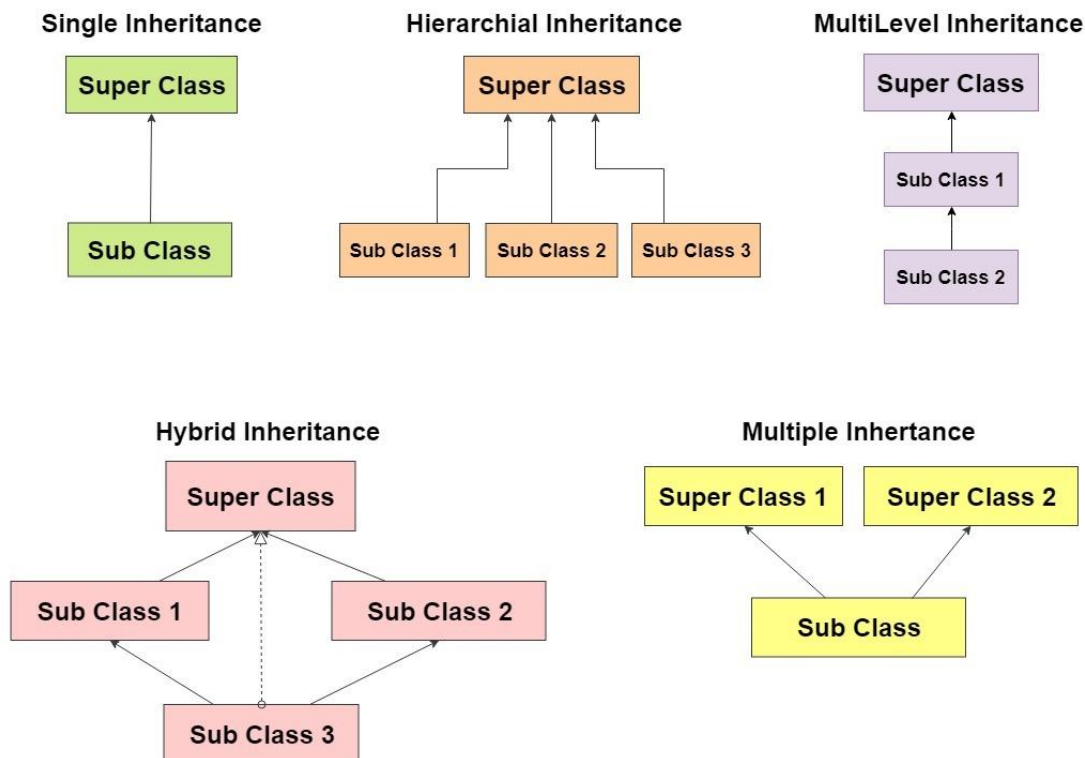 Single Inheritance
Super Class
Sub Class
Hierarchial Inheritance
Super Class
Sub Class 1
Sub Class 2
Sub Class 3
MultiLevel Inheritance
Super Class
Sub Class 1
Sub Class 2
Hybrid Inheritance
Super Class
Sub Class 1
Sub Class 2
Sub Class 3
Multiple Inhertance
Super Class 1
Super Class 2
Sub Class